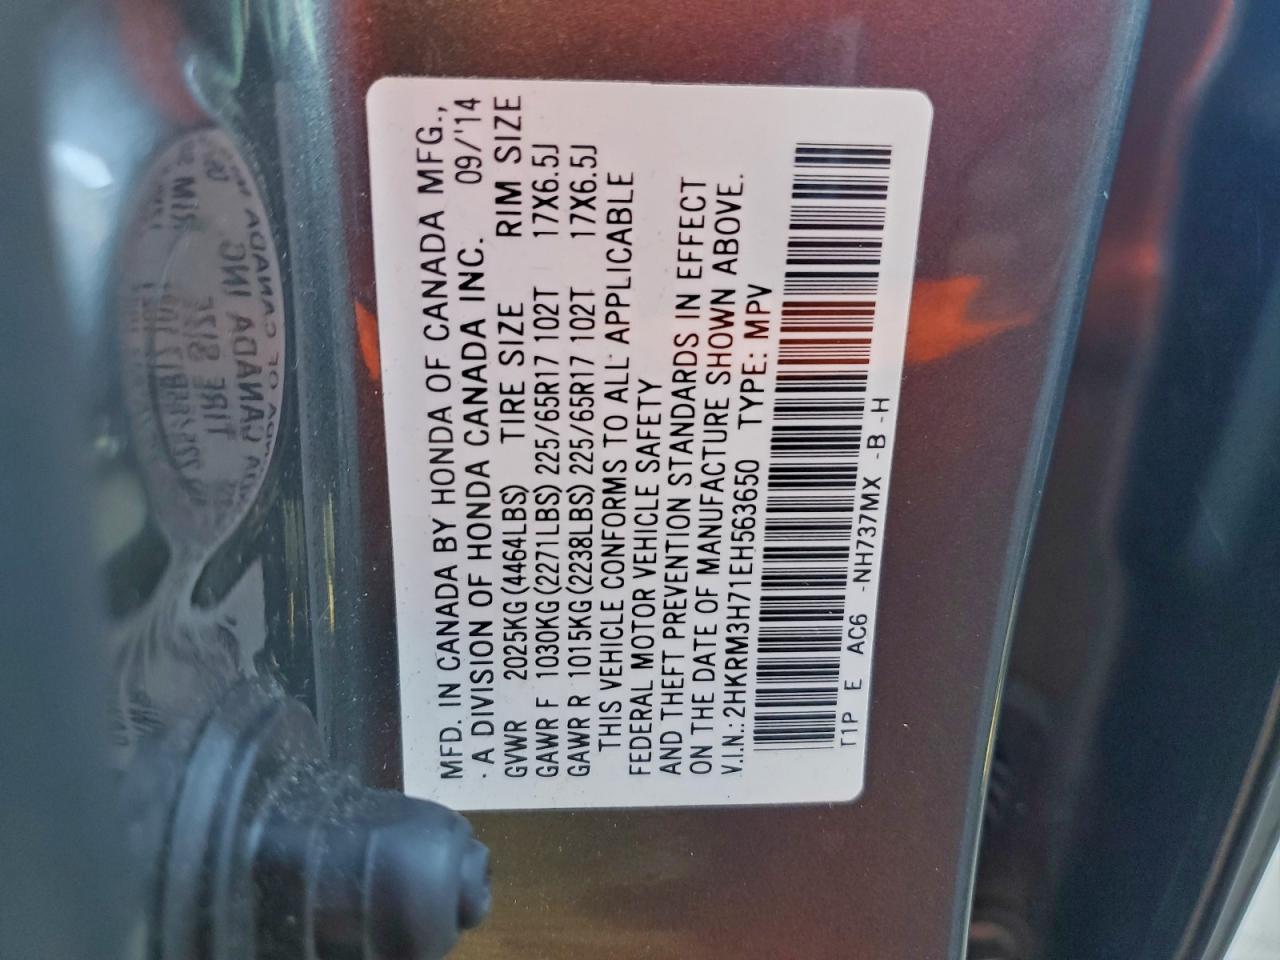 MFD. IN CANADA BY HONDA OF CANADA MFG.,
A DIVISION OF HONDA CANADA INC. 09/'14
GVWR 2025KG(4464LBS) TIRE SIZE RIM SIZE
GAWR F 1030KG(2271LBS) 225/65R17 102T 17X6.5J
GAWR R 1015KG(2238LBS) 225/65R17 102T 17X6.5J
THIS VEHICLE CONFORMS TO ALL APPLICABLE
FEDERAL MOTOR VEHICLE SAFETY
AND THEFT PREVENTION STANDARDS IN EFFECT
ON THE DATE OF MANUFACTURE SHOWN ABOVE.
V.I.N.:2HKRM3H71EH563650 TYPE: MPV
T1P E AC6 -NH737MX -B -H